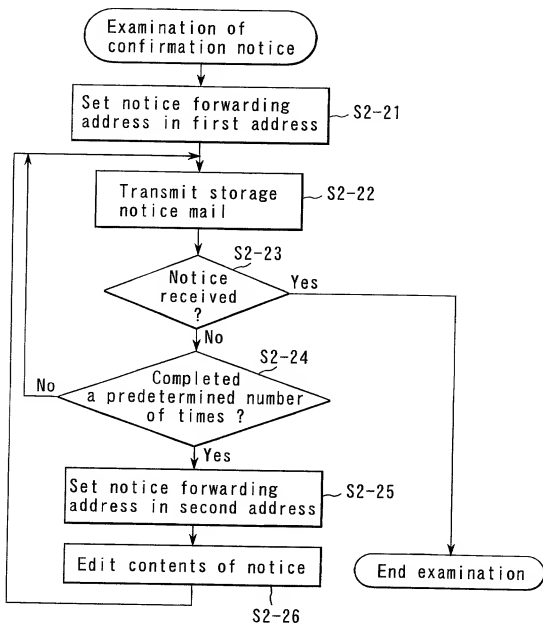 Examination of
confirmation notice
Set notice forwarding
address in first address
S2-21
Transmit storage
notice mail
S2-22
S2-23
Notice
received
?
Yes
No
S2-24
Completed
a predetermined number
of times ?
No
Yes
Set notice forwarding
address in second address
S2-25
Edit contents of notice
S2-26
End examination